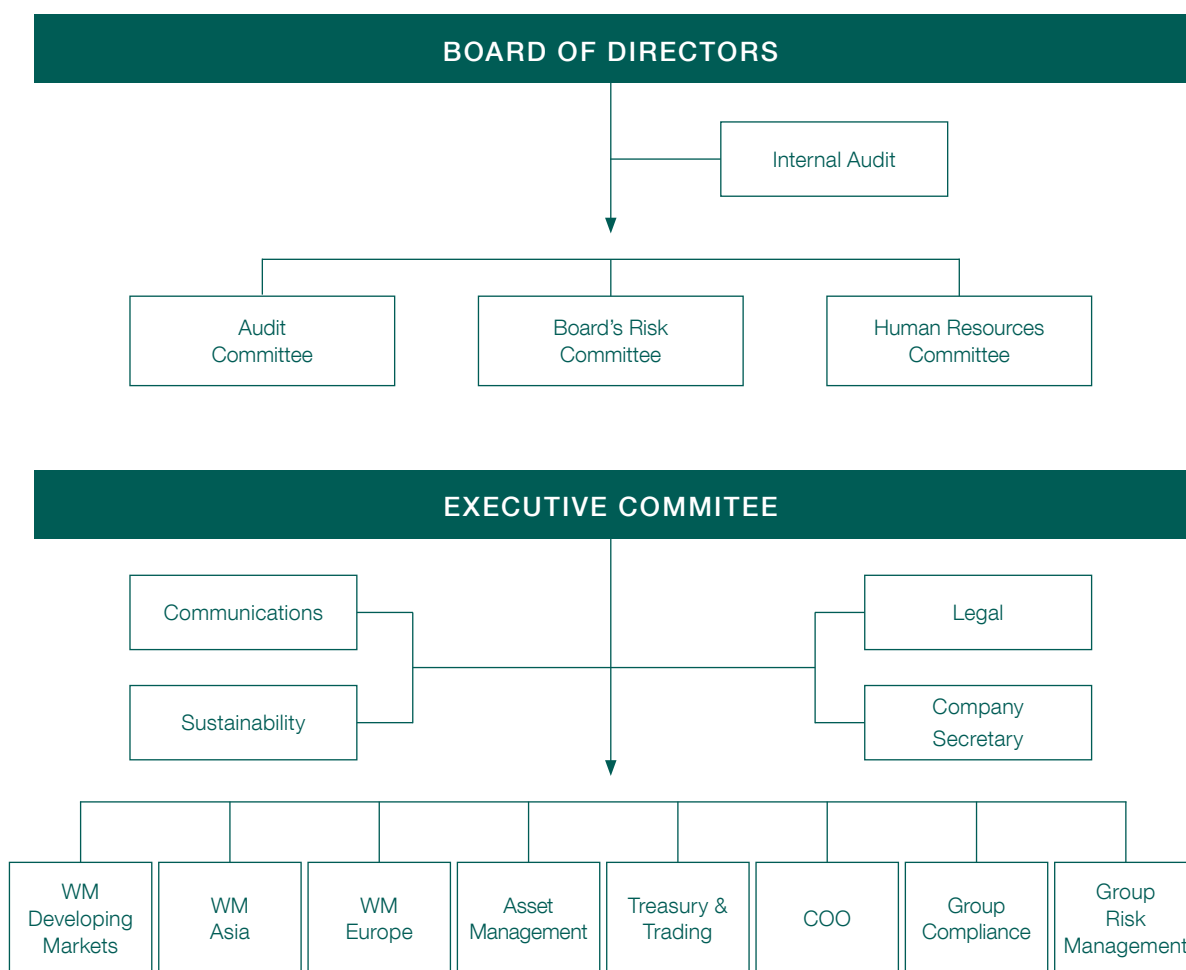 BOARD OF DIRECTORS
Internal Audit
Audit
Committee
Board’s Risk
Committee
Human Resources
Committee
EXECUTIVE COMMITEE
Communications
Legal
Sustainability
Company
Secretary
WM
Developing
Markets
WM
Asia
WM
Europe
Asset
Management
Treasury &
Trading
COO
Group
Compliance
Group
Risk
Management